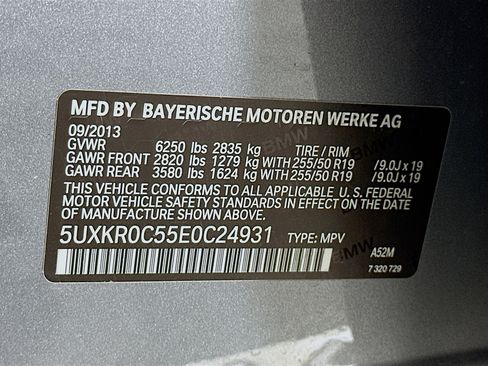 MFD BY BAYERISCHE MOTOREN WERKE AG
09/2013
GVWR 6250 lbs 2835 kg TIRE / RIM
GAWR FRONT 2820 lbs 1279 kg WITH 255/50 R19 /9.0J x 19
GAWR REAR 3580 lbs 1624 kg WITH 255/50 R19 /9.0J x 19
THIS VEHICLE CONFORMS TO ALL APPLICABLE U. S. FEDERAL
MOTOR VEHICLE SAFETY STANDARDS IN EFFECT ON THE
DATE OF MANUFACTURE SHOWN ABOVE.
5UXKR0C55E0C24931 TYPE: MPV
A52M
7 320 729
BMW
BMW